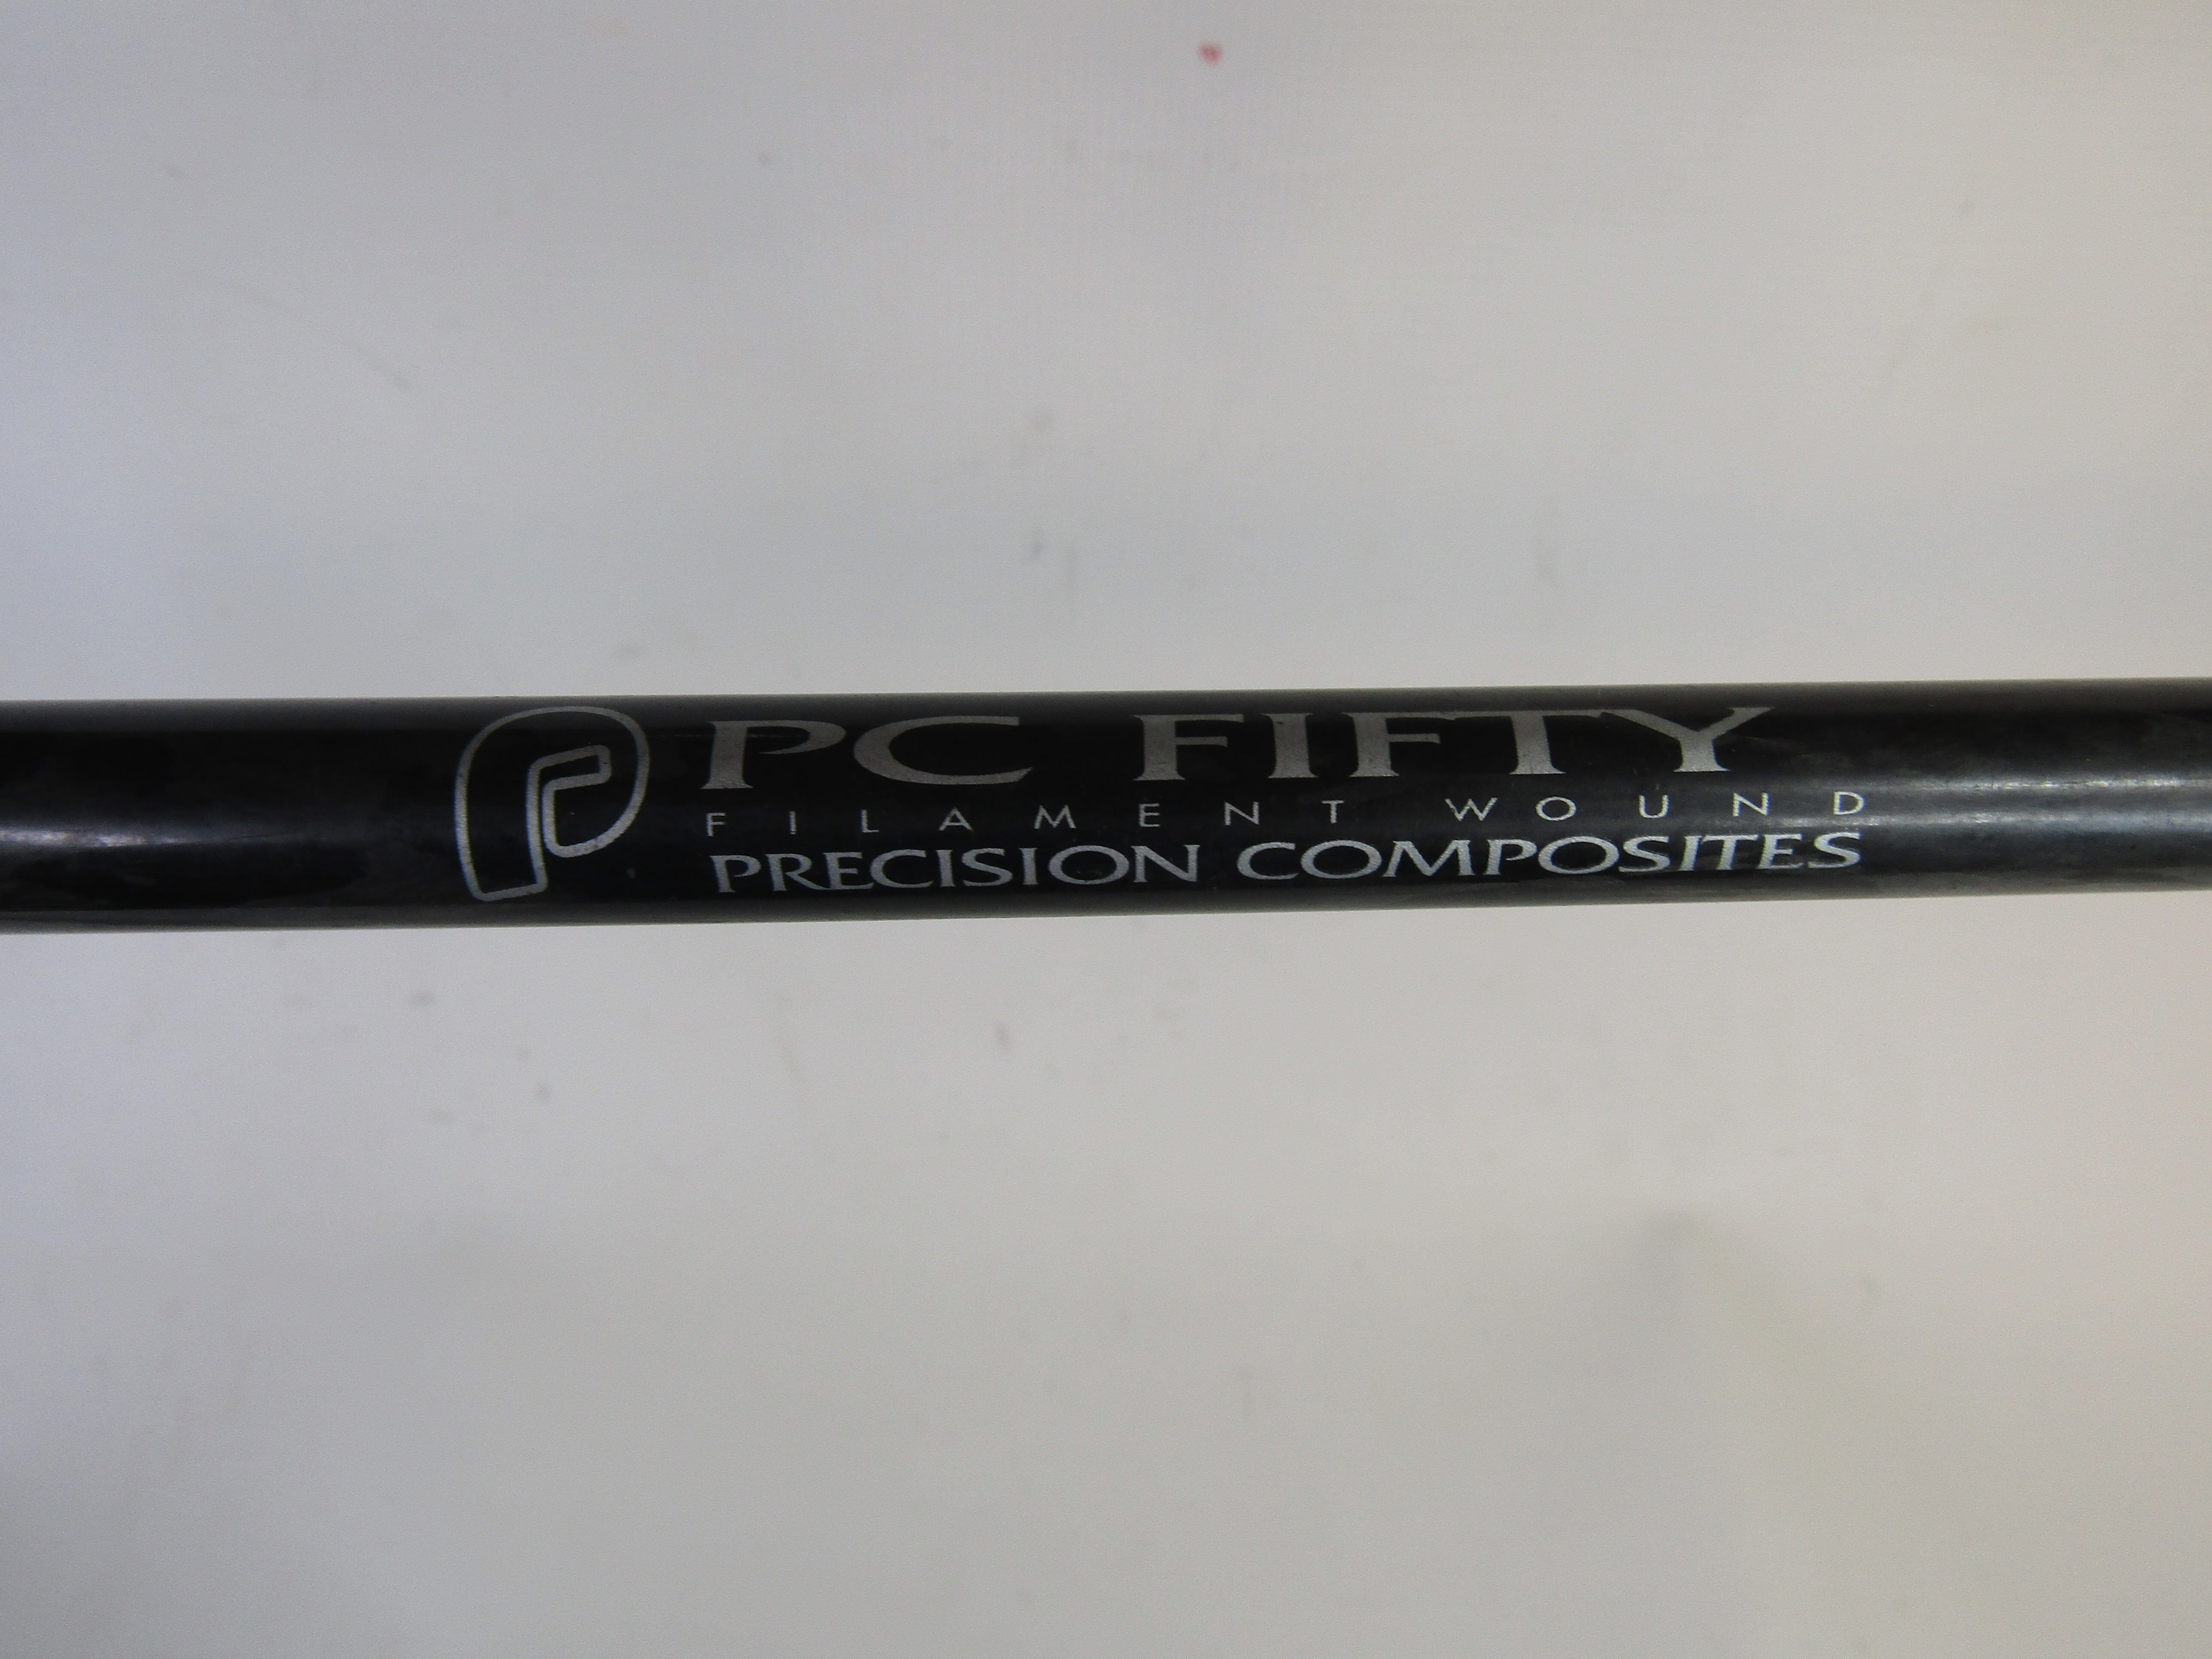 PC FIFTY
FILAMENT WOUND
PRECISION COMPOSITES